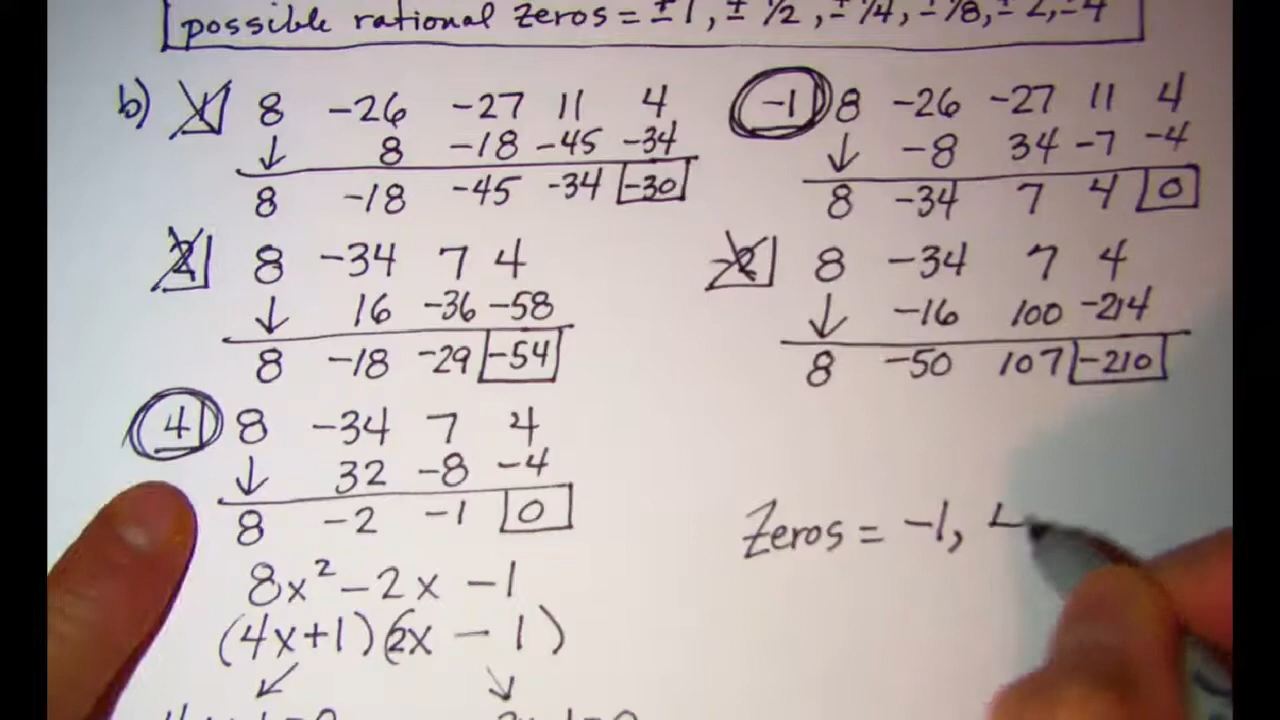 possible rational zeros = ±1, ± 1/2, ± 1/4, ± 1/8, ± 2, ± 4
b) 1 8 -26 -27 11 4
↓ 8 -18 -45 -34
8 -18 -45 -34 -30
-1 8 -26 -27 11 4
↓ -8 34 -7 -4
8 -34 7 4 0
2 8 -34 7 4
↓ 16 -36 -58
8 -18 -29 -54
-2 8 -34 7 4
↓ -16 100 -214
8 -50 107 -210
4 8 -34 7 4
↓ 32 -8 -4
8 -2 -1 0
8x² - 2x - 1
(4x+1)(2x - 1)
Zeros = -1, 4